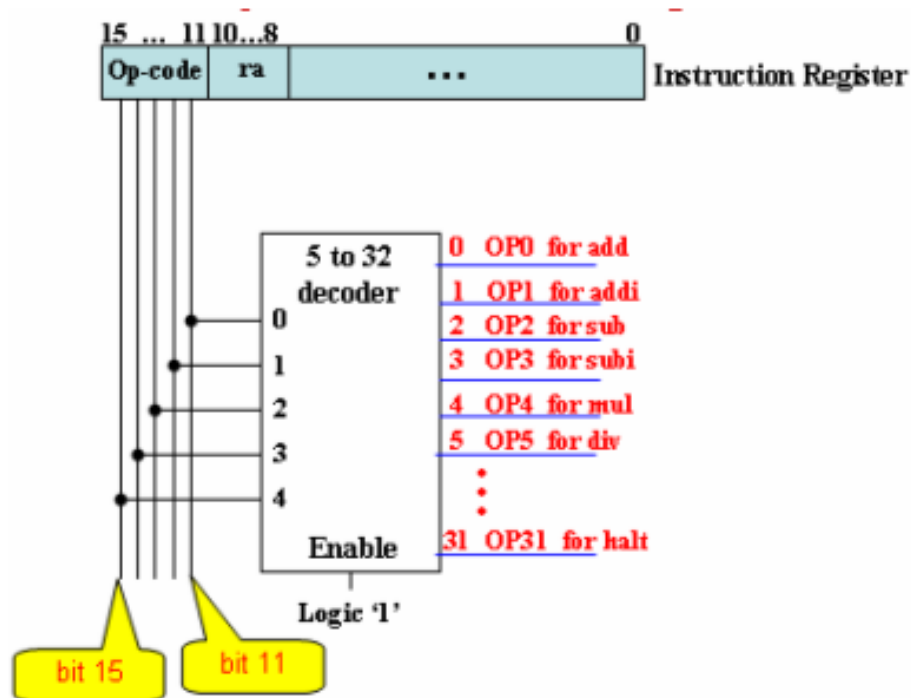 15 ... 11 10...8 0
Op-code ra ... Instruction Register
5 to 32
decoder
0
1
2
3
4
Enable
Logic ‘1’
0 OP0 for add
1 OP1 for addi
2 OP2 for sub
3 OP3 for subi
4 OP4 for mul
5 OP5 for div
31 OP31 for halt
bit 15
bit 11